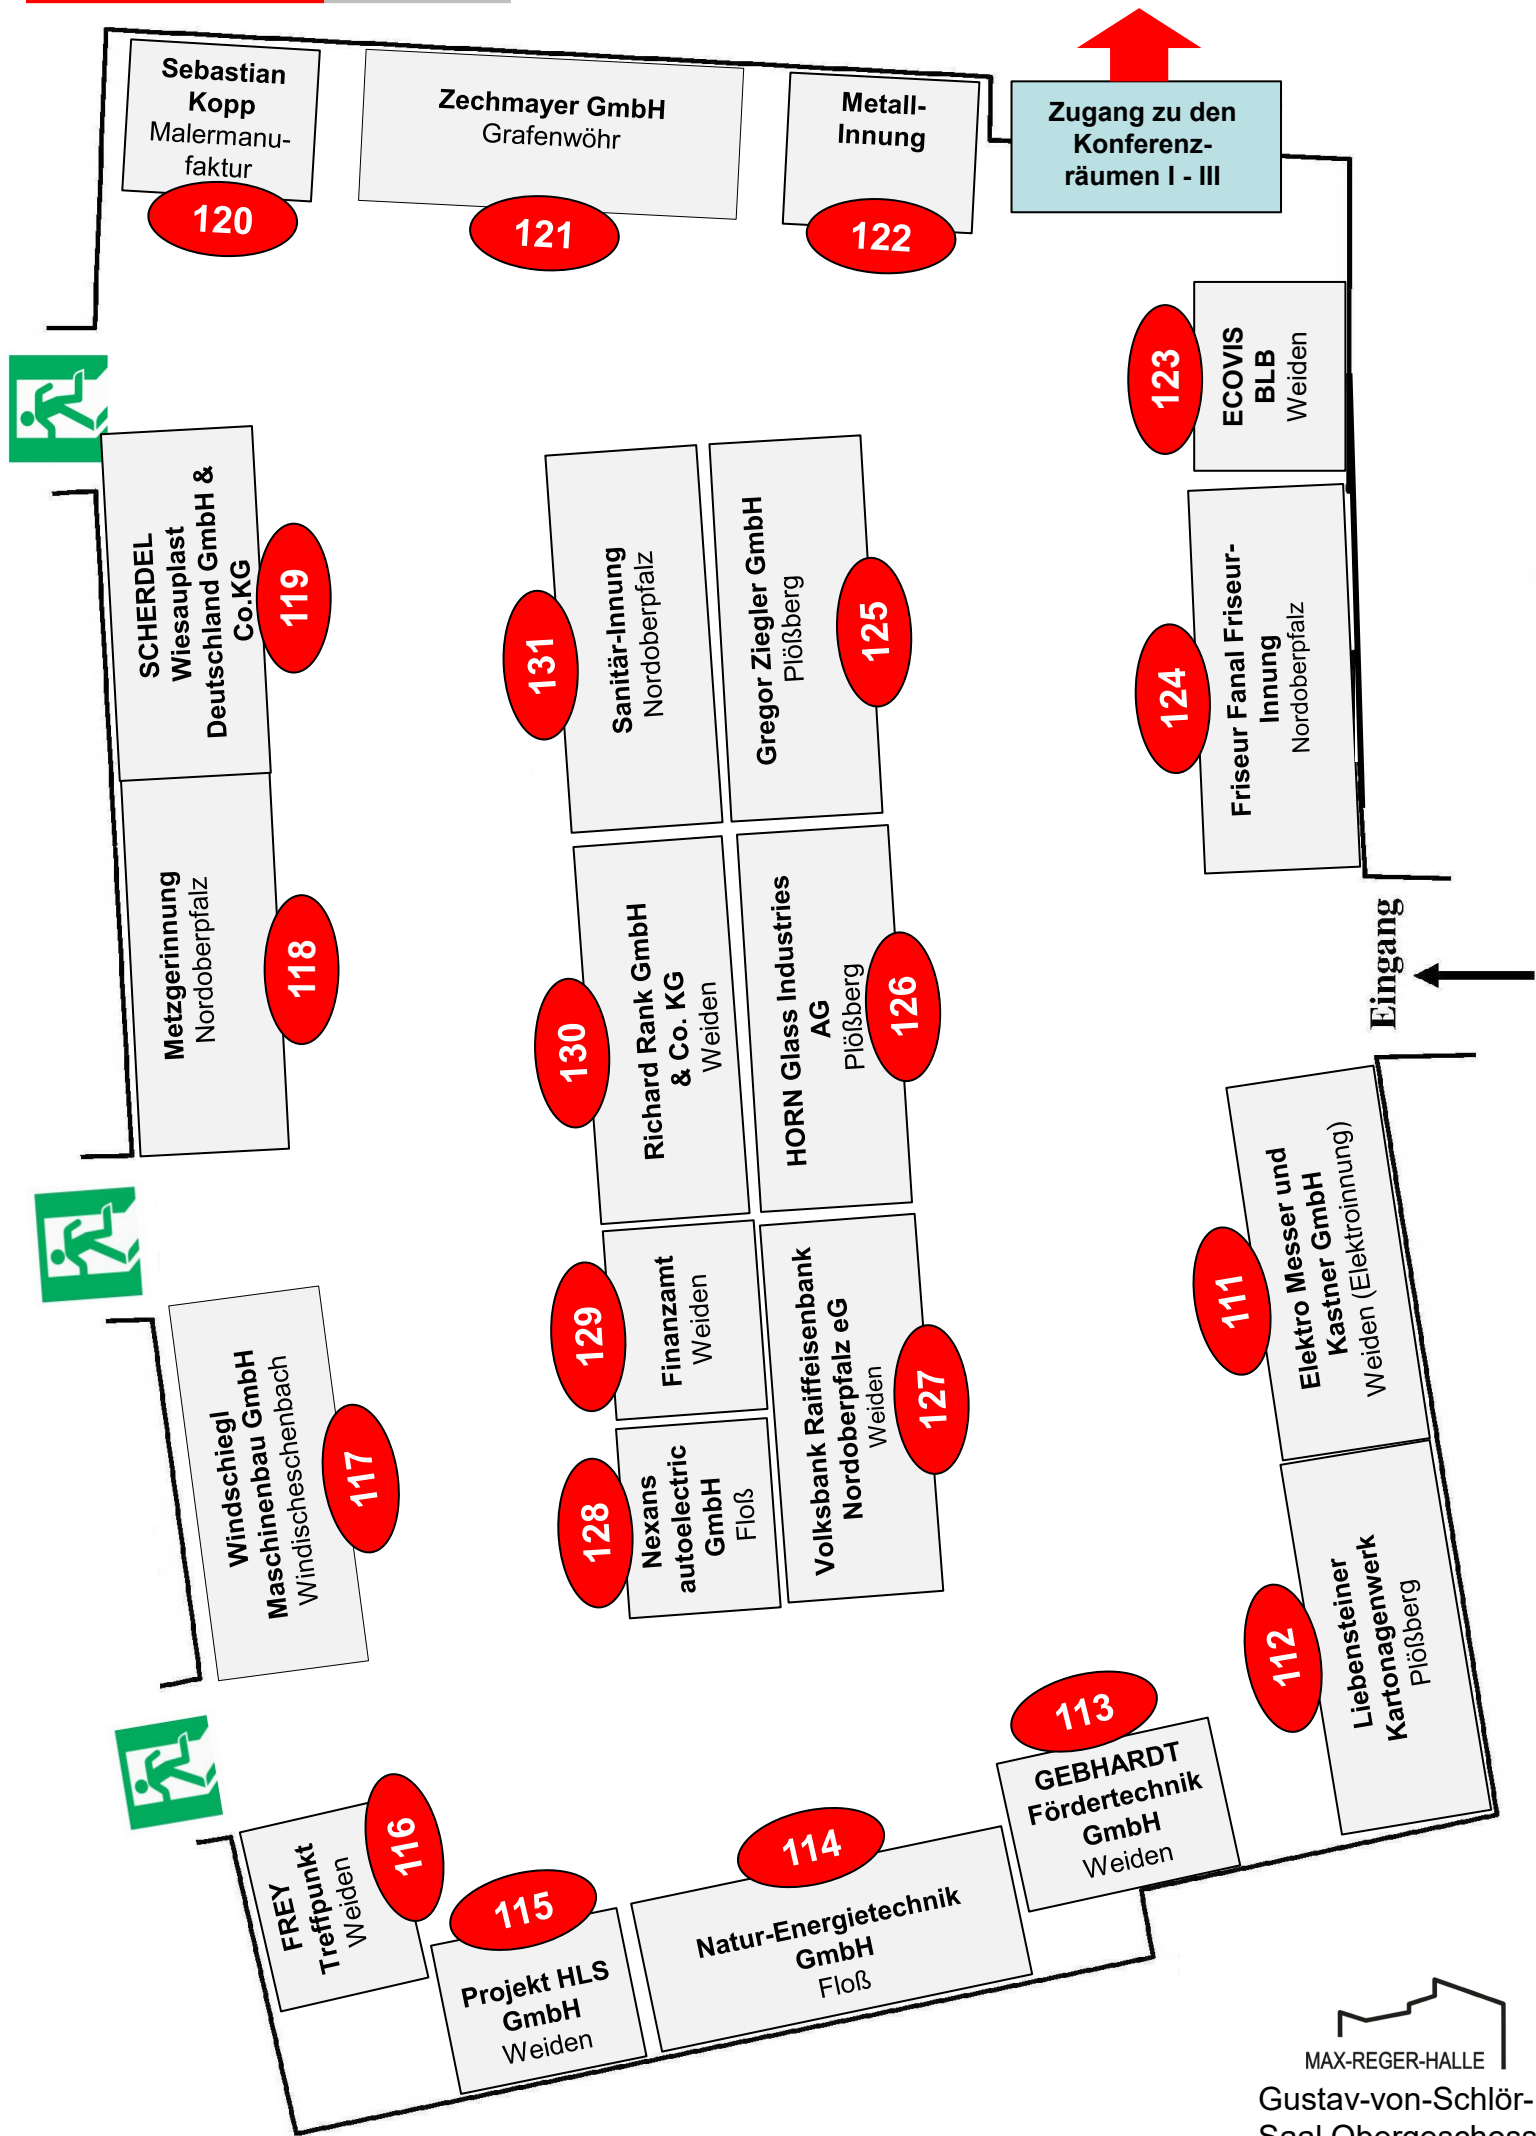 Sebastian
Kopp
Malermanu-
faktur
120
Zechmayer GmbH
Grafenwöhr
121
Metall-
Innung
122
Zugang zu den
Konferenz-
räumen I - III
ECOVIS
BLB
Weiden
123
Friseur Fanal Friseur-
Innung
Nordoberpfalz
124
SCHERDEL
Wiesauplast
Deutschland GmbH &
Co.KG
119
Metzgerinnung
Nordoberpfalz
118
Sanitär-Innung
Nordoberpfalz
131
Gregor Ziegler GmbH
Plößberg
125
Richard Rank GmbH
& Co. KG
Weiden
130
HORN Glass Industries
AG
Plößberg
126
Eingang
Finanzamt
Weiden
129
Volksbank Raiffeisenbank
Nordoberpfalz eG
Weiden
127
Nexans
autoelectric
GmbH
Floß
128
Elektro Messer und
Kastner GmbH
Weiden (Elektroinnung)
111
Liebensteiner
Kartonagenwerk
Plößberg
112
Windschiegl
Maschinenbau GmbH
Windischeschenbach
117
FREY
Treffpunkt
Weiden
116
115
Projekt HLS
GmbH
Weiden
114
Natur-Energietechnik
GmbH
Floß
113
GEBHARDT
Fördertechnik
GmbH
Weiden
MAX-REGER-HALLE
Gustav-von-Schlör-
Saal Obergeschoss